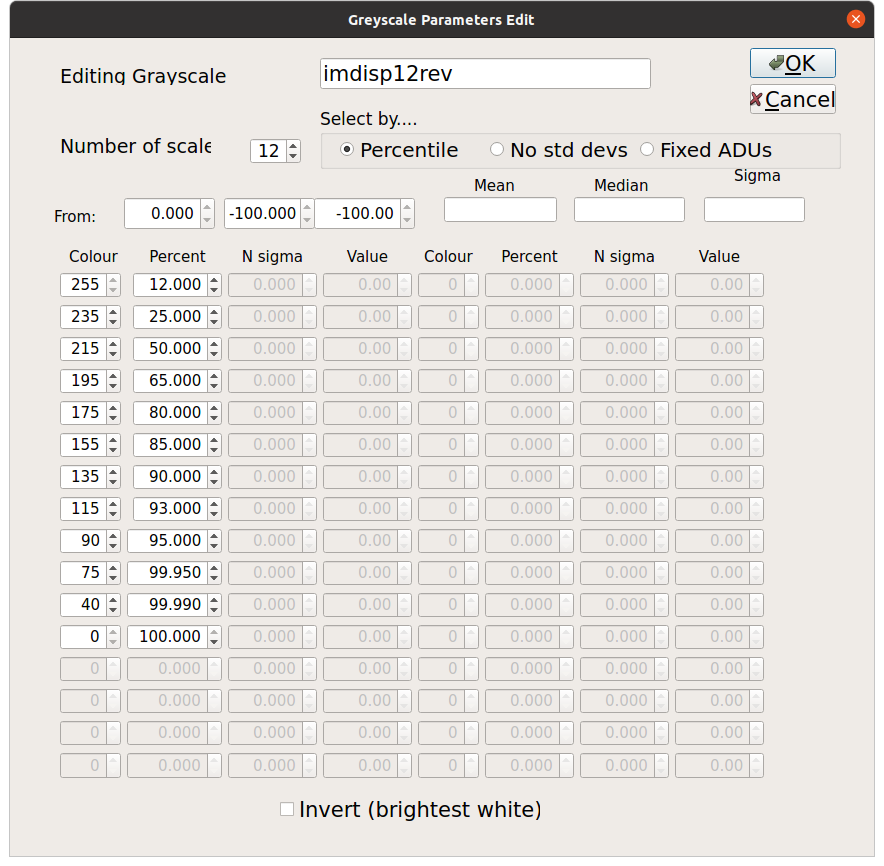 Greyscale Parameters Edit
Editing Grayscale imdisp12rev OK
Cancel
Select by....
Number of scale 12 Percentile No std devs Fixed ADUs
Mean Median Sigma
From: 0.000 -100.000 -100.00
Colour Percent N sigma Value Colour Percent N sigma Value
255 12.000 0.000 0.00 0 0.000 0.000 0.00
235 25.000 0.000 0.00 0 0.000 0.000 0.00
215 50.000 0.000 0.00 0 0.000 0.000 0.00
195 65.000 0.000 0.00 0 0.000 0.000 0.00
175 80.000 0.000 0.00 0 0.000 0.000 0.00
155 85.000 0.000 0.00 0 0.000 0.000 0.00
135 90.000 0.000 0.00 0 0.000 0.000 0.00
115 93.000 0.000 0.00 0 0.000 0.000 0.00
90 95.000 0.000 0.00 0 0.000 0.000 0.00
75 99.950 0.000 0.00 0 0.000 0.000 0.00
40 99.990 0.000 0.00 0 0.000 0.000 0.00
0 100.000 0.000 0.00 0 0.000 0.000 0.00
0 0.000 0.000 0.00 0 0.000 0.000 0.00
0 0.000 0.000 0.00 0 0.000 0.000 0.00
0 0.000 0.000 0.00 0 0.000 0.000 0.00
0 0.000 0.000 0.00 0 0.000 0.000 0.00
Invert (brightest white)